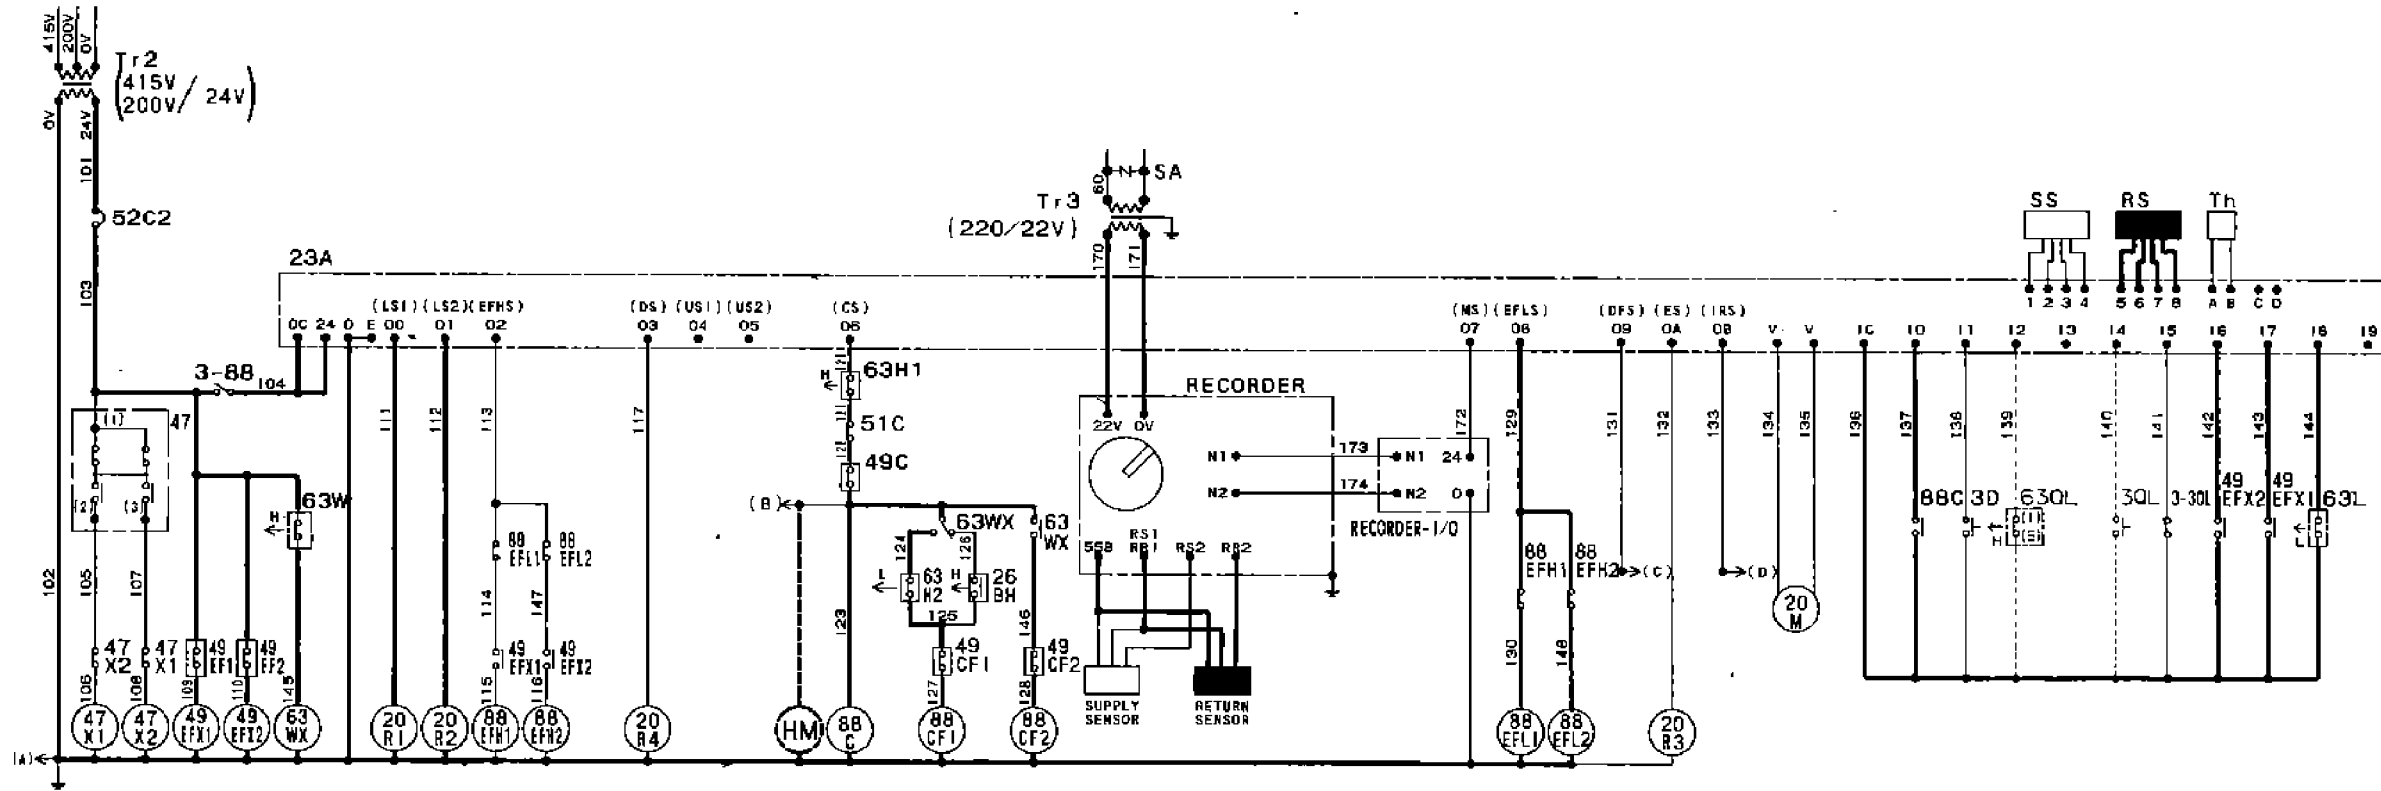 415V
200V
0V
Tr2
(415V
200V/ 24V)
0V
24V
101
52C2
103
3-88
104
102
(1)
47
(2)
(3)
105
107
47
X2
47
X1
106
108
47
X1
47
X2
49
EF1
49
EF2
109
110
49
EFX1
49
EFX2
H
63W
145
63
WX
(A)
23A
(LS1)
(LS2)
(EFHS)
(DS)
(US1)
(US2)
(CS)
0C
24
0
E
00
01
02
03
04
05
06
111
112
113
117
88
EFL1
88
EFL2
114
147
49
EFX1
49
EFX2
115
116
20
R1
20
R2
88
EFH1
88
EFH2
20
R4
121
H
63H1
51C
49C
(B)
HM
123
88
C
63WX
124
126
L
63
H2
H
26
BH
125
49
CF1
127
88
CF1
63
WX
146
49
CF2
128
88
CF2
60
SA
Tr3
(220/22V)
170
171
RECORDER
22V
0V
N1
N2
173
174
N1
24
N2
0
RECORDER-I/O
SSB
RS1
RB1
RS2
RB2
SUPPLY
SENSOR
RETURN
SENSOR
(MS)
(EFLS)
(DFS)
(ES)
(IRS)
07
08
09
0A
0B
V
V
1C
10
11
12
13
14
15
16
17
18
19
172
129
131
132
133
134
135
136
137
138
139
140
141
142
143
144
88
EFH1
88
EFH2
(C)
(D)
130
148
88
EFL1
88
EFL2
20
R3
20
M
SS
RS
Th
1
2
3
4
5
6
7
8
A
B
C
D
88C
3D
63QL
(1)
H
3QL
3-30L
49
EFX2
49
EFX1
63L
L